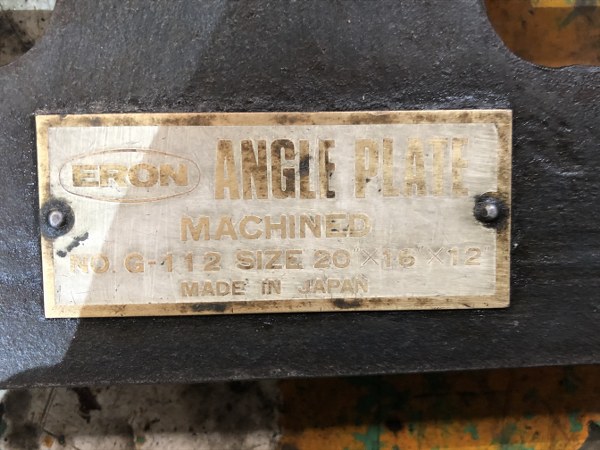 ERON ANGLE PLATE
MACHINED
NO. G-112 SIZE 20"×16"×12
MADE IN JAPAN